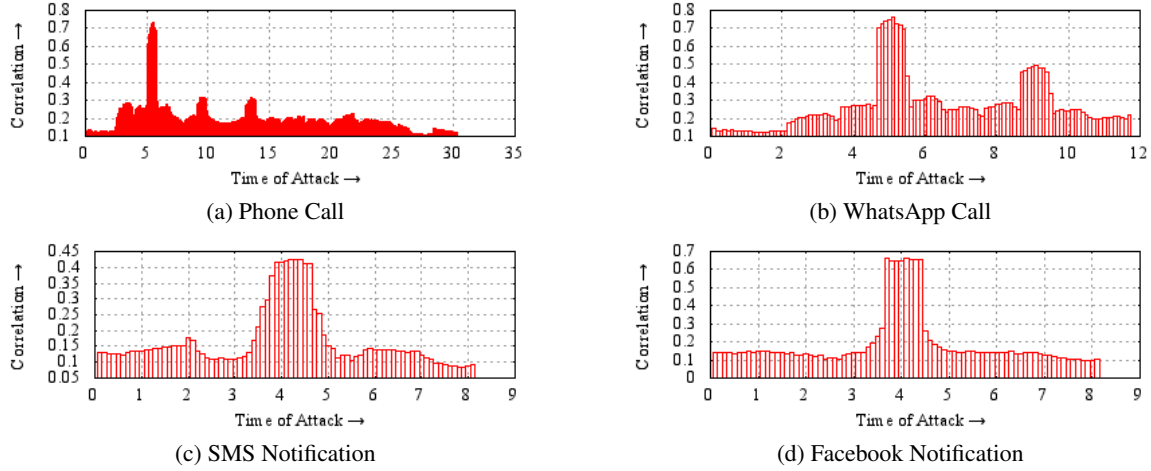 0.8
0.7
0.6
0.5
0.4
0.3
0.2
0.1
Correlation →
0 5 10 15 20 25 30 35
Time of Attack →
(a) Phone Call
0.8
0.7
0.6
0.5
0.4
0.3
0.2
0.1
Correlation →
0 2 4 6 8 10 12
Time of Attack →
(b) WhatsApp Call
0.45
0.4
0.35
0.3
0.25
0.2
0.15
0.1
0.05
Correlation →
0 1 2 3 4 5 6 7 8 9
Time of Attack →
(c) SMS Notification
0.7
0.6
0.5
0.4
0.3
0.2
0.1
0
Correlation →
0 1 2 3 4 5 6 7 8 9
Time of Attack →
(d) Facebook Notification